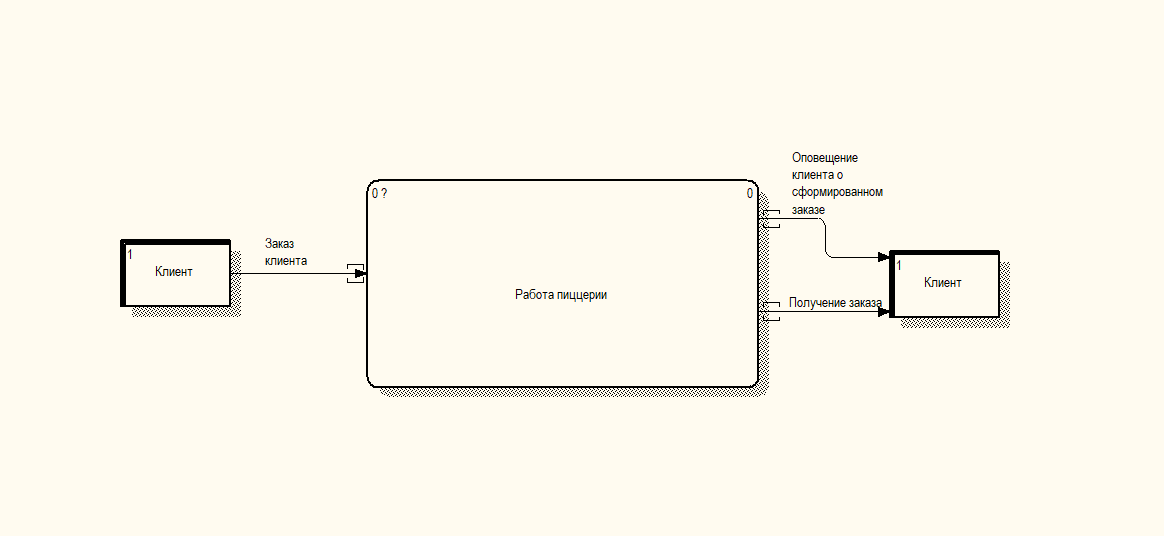 1
Клиент
Заказ
клиента
0 ?
0
Работа пиццерии
Оповещение
клиента о
сформированном
заказе
Получение заказа
1
Клиент